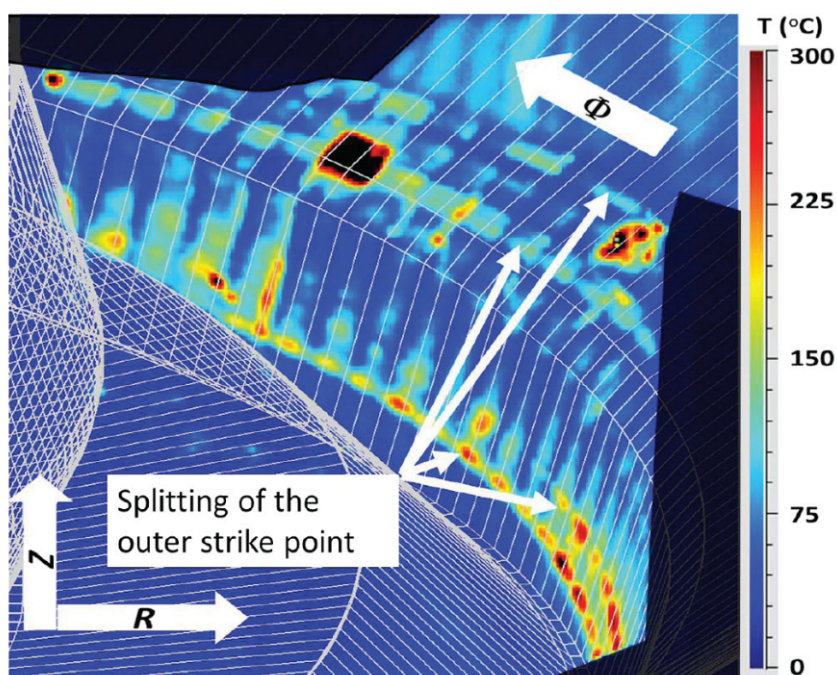 T (°C)
300
225
150
75
0
Φ
Splitting of the
outer strike point
Z
R